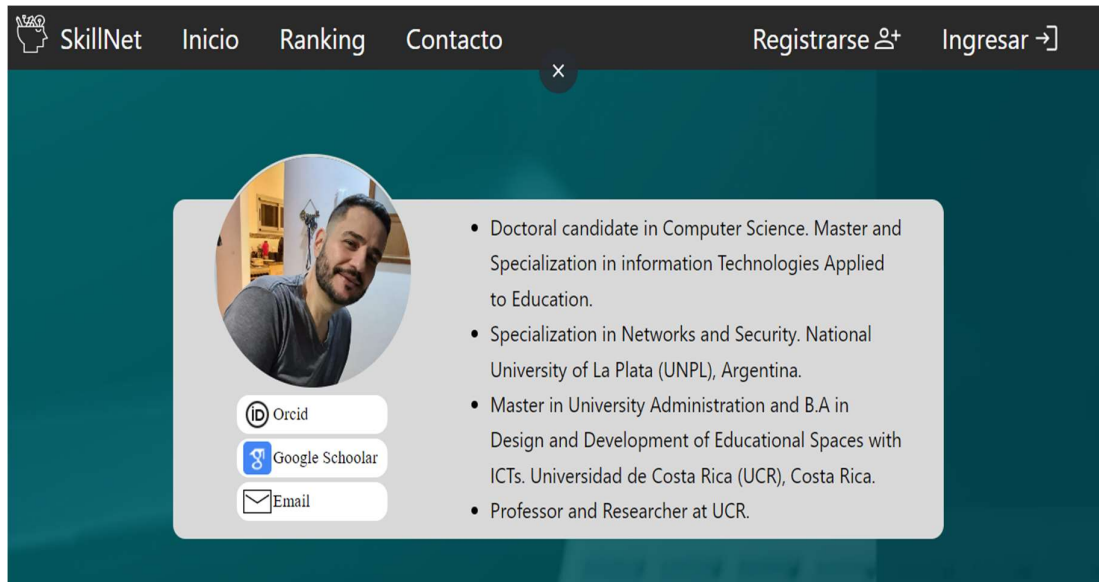 SkillNet Inicio Ranking Contacto Registrarse Ingresar
Doctoral candidate in Computer Science. Master and
Specialization in information Technologies Applied
to Education.
Specialization in Networks and Security. National
University of La Plata (UNPL), Argentina.
Master in University Administration and B.A in
Design and Development of Educational Spaces with
ICTs. Universidad de Costa Rica (UCR), Costa Rica.
Professor and Researcher at UCR.
iD Orcid
Google Schoolar
Email